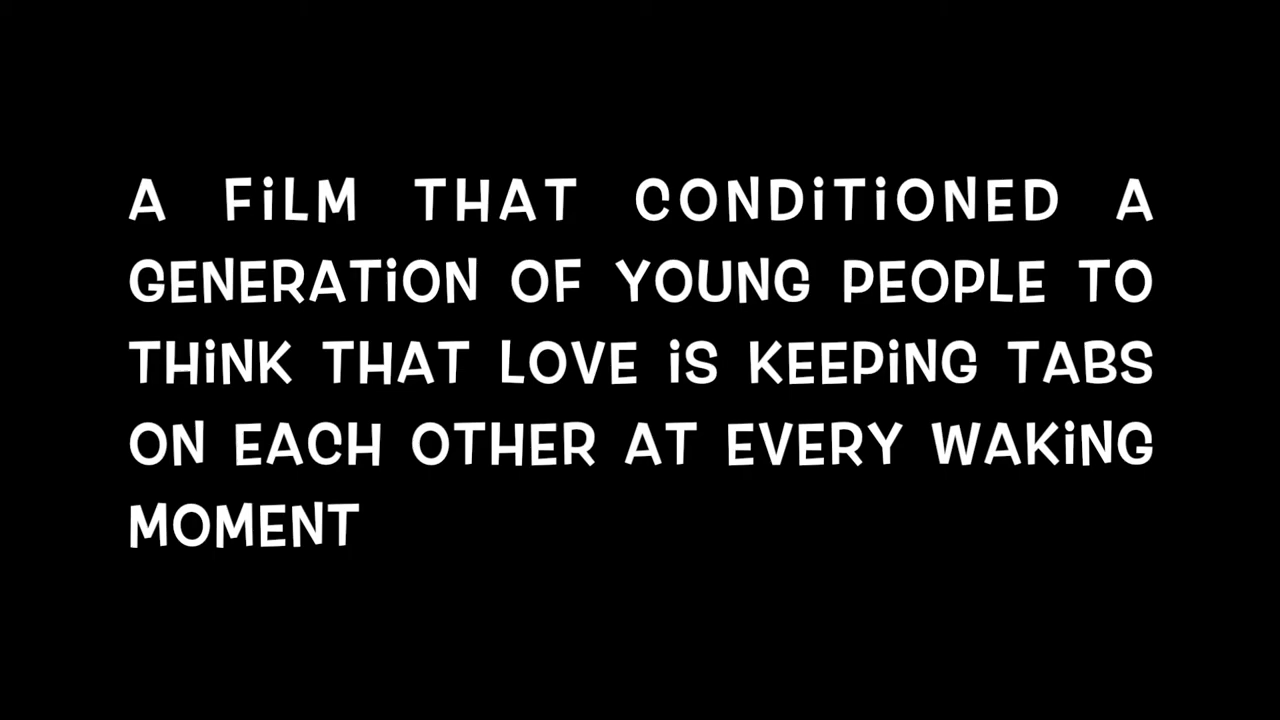 A FiLM THAT CONDiTiONED A
GENERATiON OF YOUNG PEOPLE TO
THiNK THAT LOVE iS KEEPiNG TABS
ON EACH OTHER AT EVERY WAKiNG
MOMENT